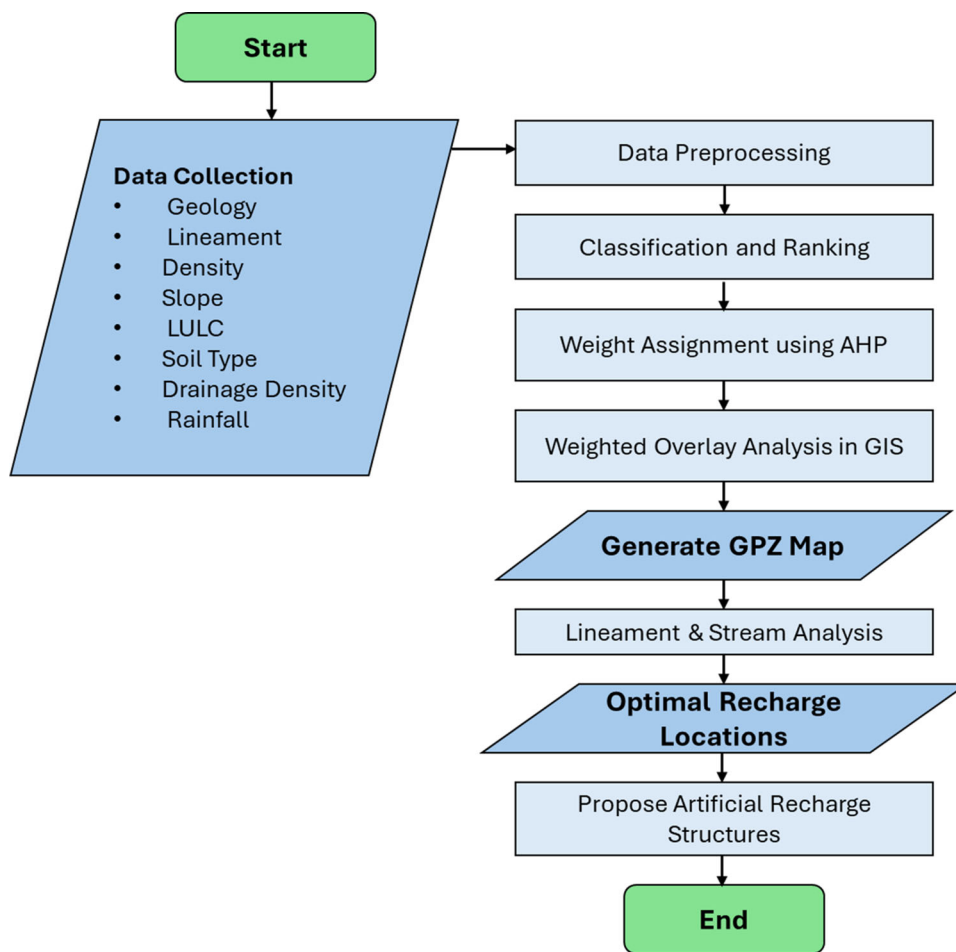 Start
Data Collection
• Geology
• Lineament
• Density
• Slope
• LULC
• Soil Type
• Drainage Density
• Rainfall
Data Preprocessing
Classification and Ranking
Weight Assignment using AHP
Weighted Overlay Analysis in GIS
Generate GPZ Map
Lineament & Stream Analysis
Optimal Recharge
Locations
Propose Artificial Recharge
Structures
End